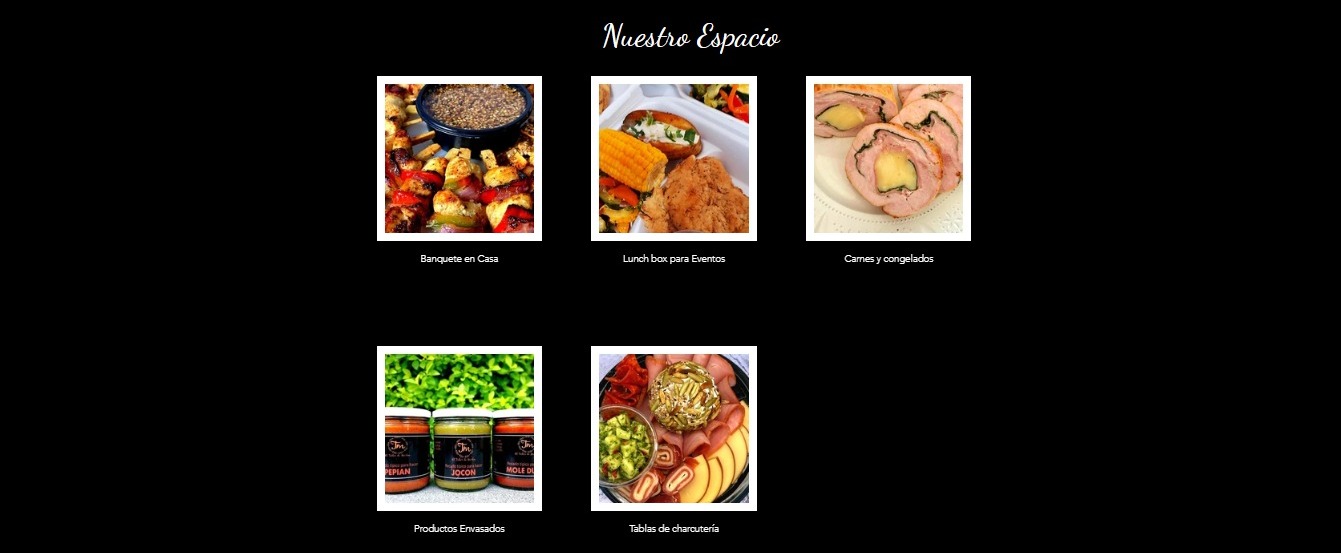 Nuestro Espacio
Banquete en Casa
Lunch box para Eventos
Carnes y congelados
PEPIAN
JOCON
MOLE DU
Productos Envasados
Tablas de charcutería